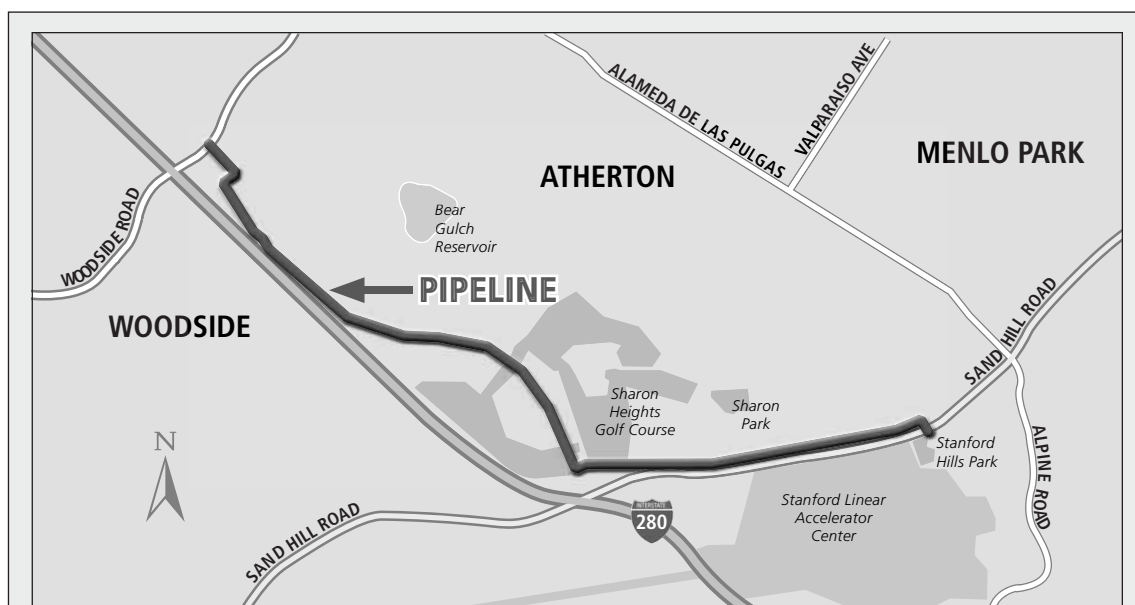 ALAMEDA DE LAS PULGAS
VALPARAISO AVE
MENLO PARK
ATHERTON
Bear
Gulch
Reservoir
WOODSIDE ROAD
PIPELINE
WOODSIDE
SAND HILL ROAD
Sharon
Heights
Golf Course
Sharon
Park
Stanford
Hills Park
ALPINE ROAD
N
Stanford Linear
Accelerator
Center
INTERSTATE
280
SAND HILL ROAD